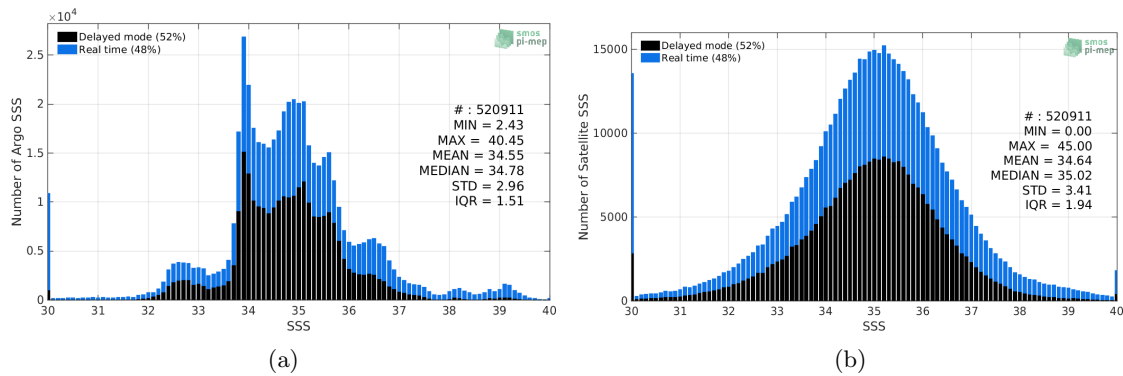 ×10⁴
Delayed mode (52%)
Real time (48%)
smos
pi-mep
# : 520911
MIN = 2.43
MAX = 40.45
MEAN = 34.55
MEDIAN = 34.78
STD = 2.96
IQR = 1.51
Number of Argo SSS
2.5
2
1.5
1
0.5
0
30 31 32 33 34 35 36 37 38 39 40
SSS
(a)
Delayed mode (52%)
Real time (48%)
smos
pi-mep
# : 520911
MIN = 0.00
MAX = 45.00
MEAN = 34.64
MEDIAN = 35.02
STD = 3.41
IQR = 1.94
Number of Satellite SSS
15000
10000
5000
0
30 31 32 33 34 35 36 37 38 39 40
SSS
(b)